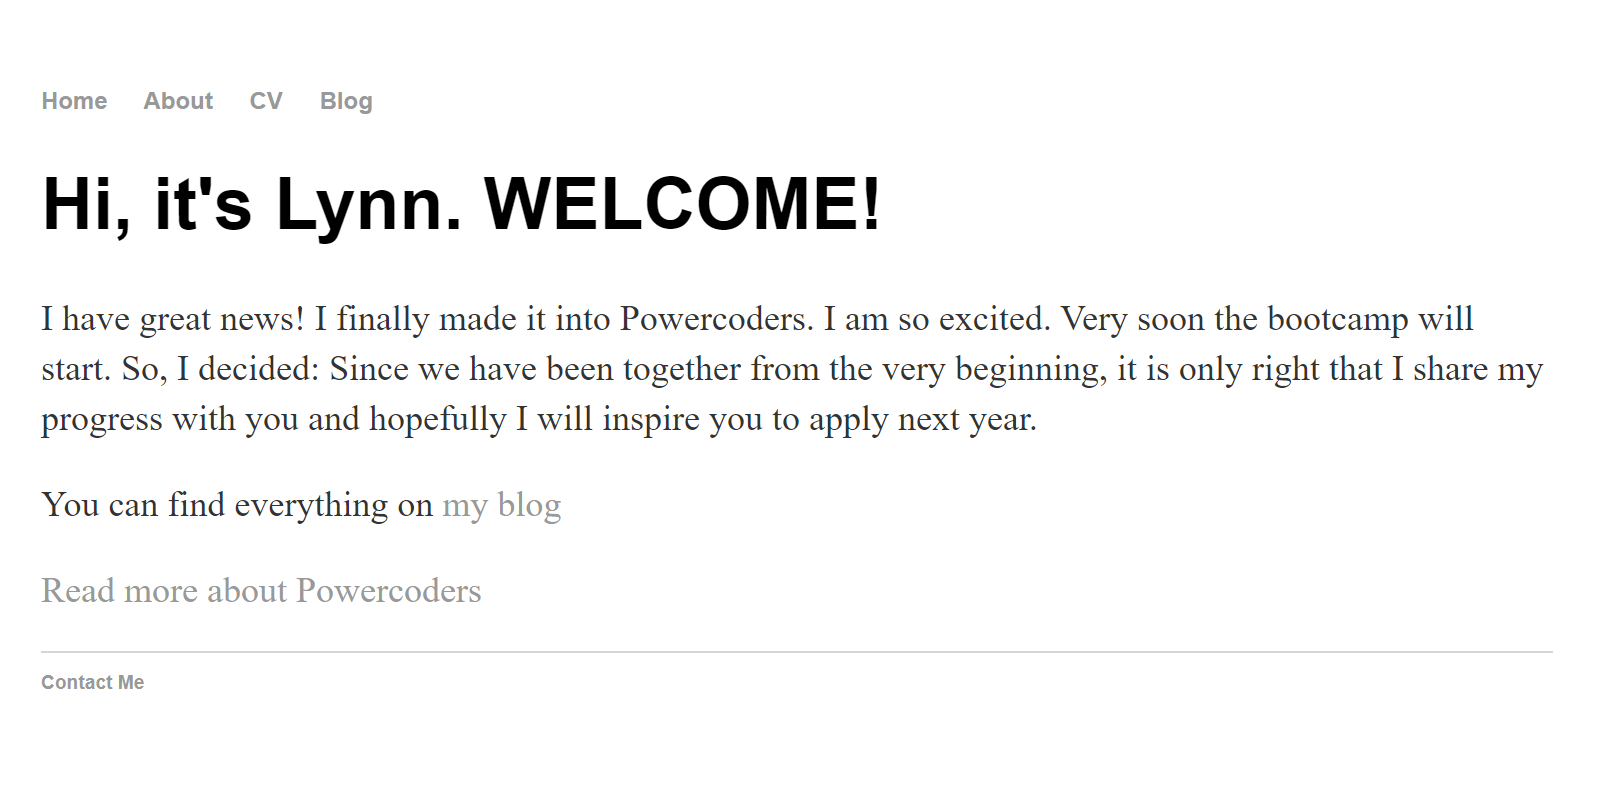 Home About CV Blog
Hi, it's Lynn. WELCOME!
I have great news! I finally made it into Powercoders. I am so excited. Very soon the bootcamp will
start. So, I decided: Since we have been together from the very beginning, it is only right that I share my
progress with you and hopefully I will inspire you to apply next year.
You can find everything on my blog
Read more about Powercoders
Contact Me